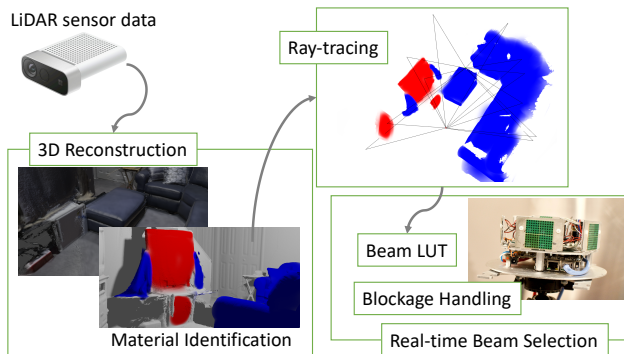 LiDAR sensor data
Ray-tracing
3D Reconstruction
Material Identification
Beam LUT
Blockage Handling
Real-time Beam Selection